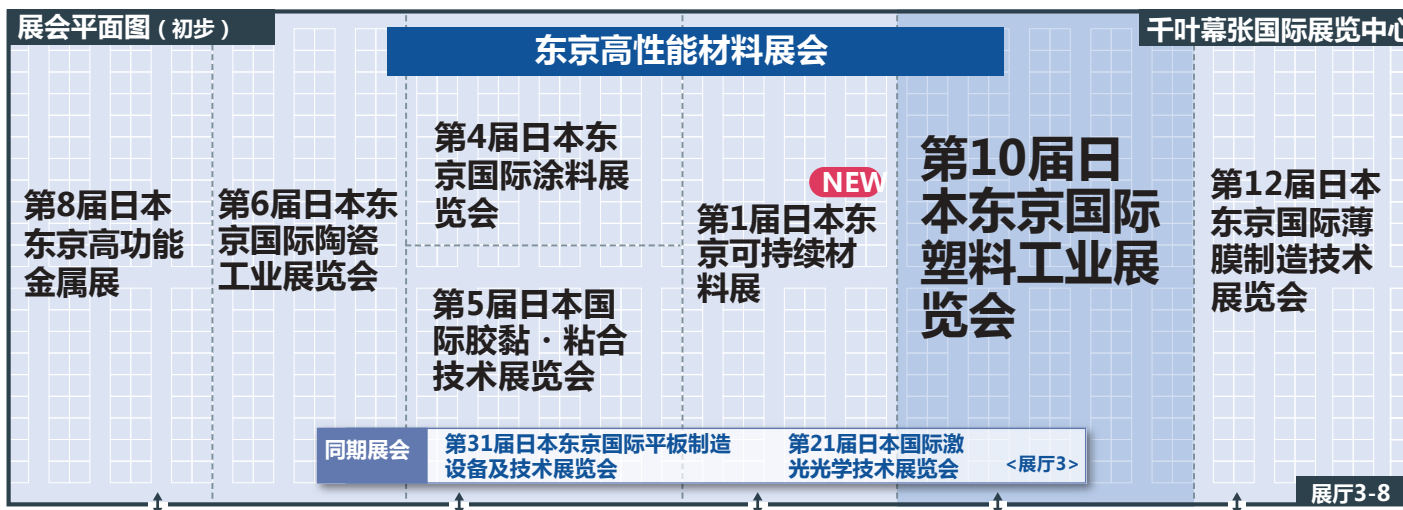 展会平面图（初步）
千叶幕张国际展览中心
东京高性能材料展会
第8届日本
东京高功能
金属展
第6届日本东
京国际陶瓷
工业展览会
第4届日本东
京国际涂料展
览会
第5届日本国
际胶黏·粘合
技术展览会
NEW
第1届日本东
京可持续材
料展
第10届日
本东京国际
塑料工业展
览会
第12届日本
东京国际薄
膜制造技术
展览会
同期展会
第31届日本东京国际平板制造
设备及技术展览会
第21届日本国际激
光光学技术展览会
<展厅3>
展厅3-8